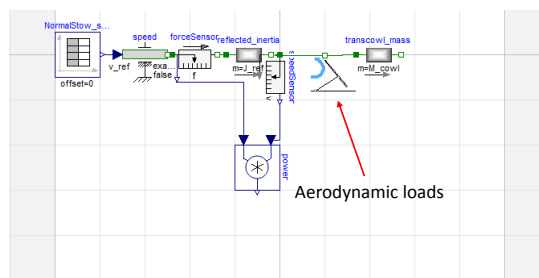 NormalStow_s...
speed
forceSensor
reflected_inertia
transcowl_mass
v_ref
exa...
false
f
m=J_ref
speedSensor
v
m=M_cowl
offset=0
power
Aerodynamic loads